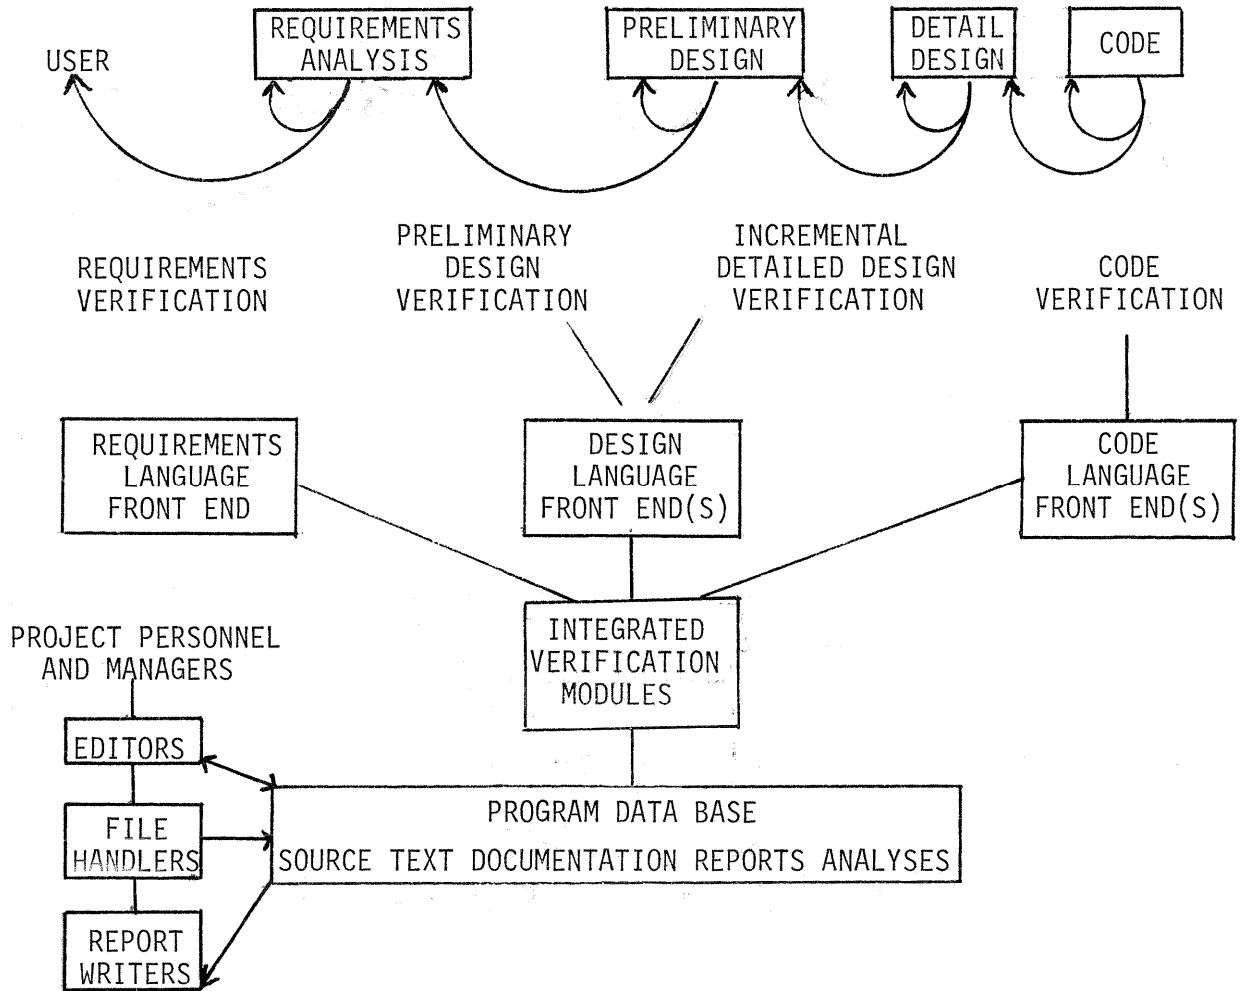 USER
REQUIREMENTS
ANALYSIS
PRELIMINARY
DESIGN
DETAIL
DESIGN
CODE
REQUIREMENTS
VERIFICATION
PRELIMINARY
DESIGN
VERIFICATION
INCREMENTAL
DETAILED DESIGN
VERIFICATION
CODE
VERIFICATION
REQUIREMENTS
LANGUAGE
FRONT END
DESIGN
LANGUAGE
FRONT END(S)
CODE
LANGUAGE
FRONT END(S)
INTEGRATED
VERIFICATION
MODULES
PROJECT PERSONNEL
AND MANAGERS
EDITORS
FILE
HANDLERS
REPORT
WRITERS
PROGRAM DATA BASE
SOURCE TEXT DOCUMENTATION REPORTS ANALYSES